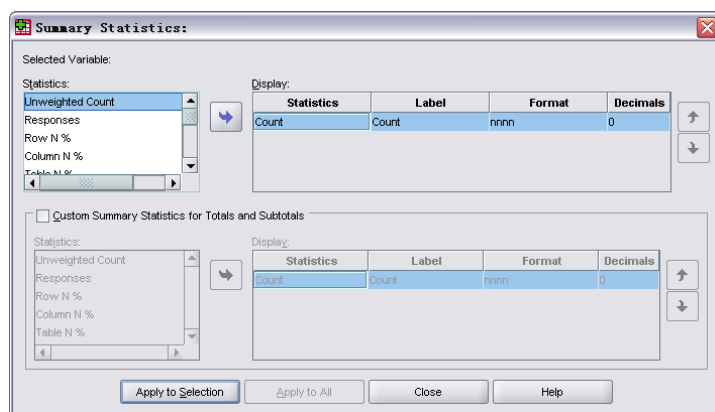 Summary Statistics:
Selected Variable:
Statistics:
Unweighted Count
Responses
Row N %
Column N %
Table N %
Display:
Statistics Label Format Decimals
Count Count nnnn 0
Custom Summary Statistics for Totals and Subtotals
Statistics:
Unweighted Count
Responses
Row N %
Column N %
Table N %
Display:
Statistics Label Format Decimals
Count Count nnnn 0
Apply to Selection Apply to All Close Help